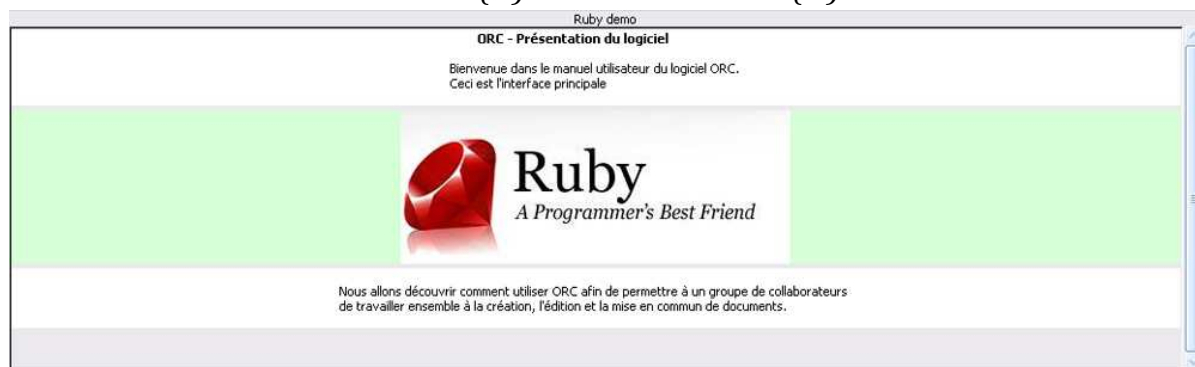 Ruby demo
ORC - Présentation du logiciel
Bienvenue dans le manuel utilisateur du logiciel ORC.
Ceci est l'interface principale
Ruby
A Programmer's Best Friend
Nous allons découvrir comment utiliser ORC afin de permettre à un groupe de collaborateurs
de travailler ensemble à la création, l'édition et la mise en commun de documents.